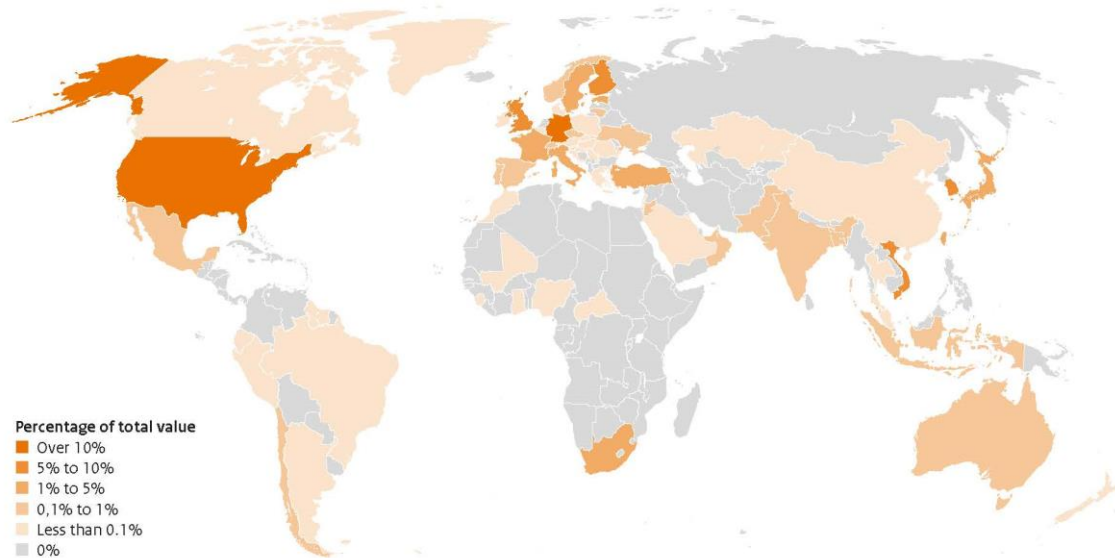 Percentage of total value
Over 10%
5% to 10%
1% to 5%
0,1% to 1%
Less than 0.1%
0%